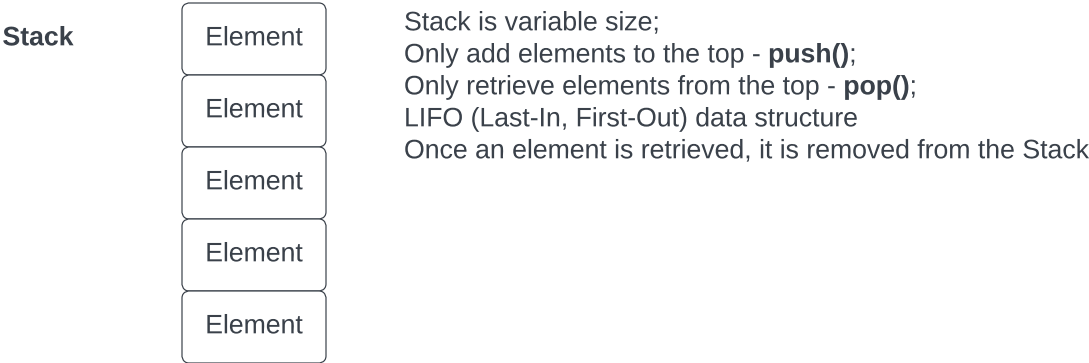 Stack
Element
Element
Element
Element
Element
Stack is variable size;
Only add elements to the top - push();
Only retrieve elements from the top - pop();
LIFO (Last-In, First-Out) data structure
Once an element is retrieved, it is removed from the Stack